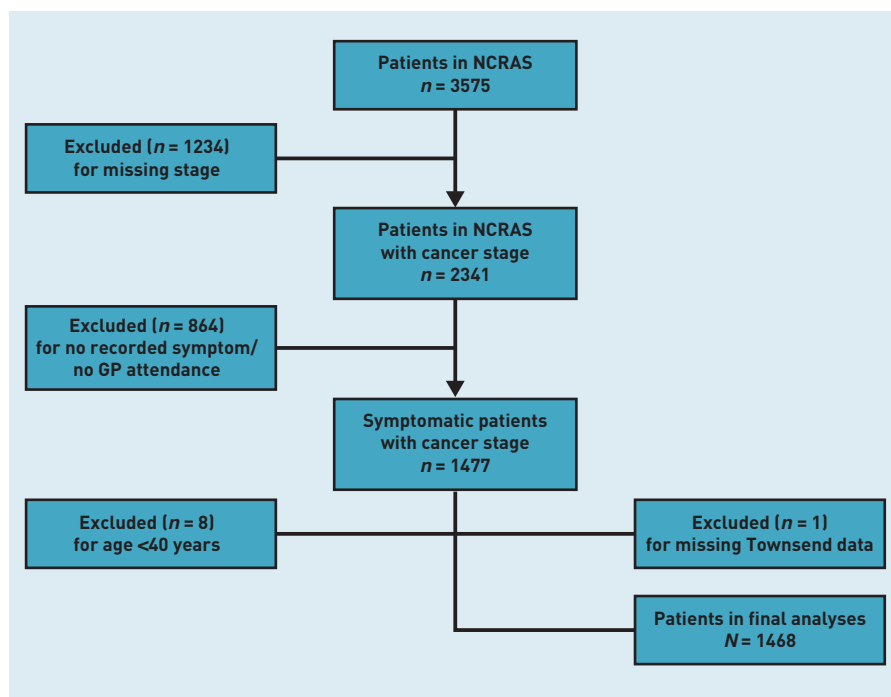 Patients in NCRAS
n = 3575
Excluded (n = 1234)
for missing stage
Patients in NCRAS
with cancer stage
n = 2341
Excluded (n = 864)
for no recorded symptom/
no GP attendance
Symptomatic patients
with cancer stage
n = 1477
Excluded (n = 8)
for age <40 years
Excluded (n = 1)
for missing Townsend data
Patients in final analyses
N = 1468